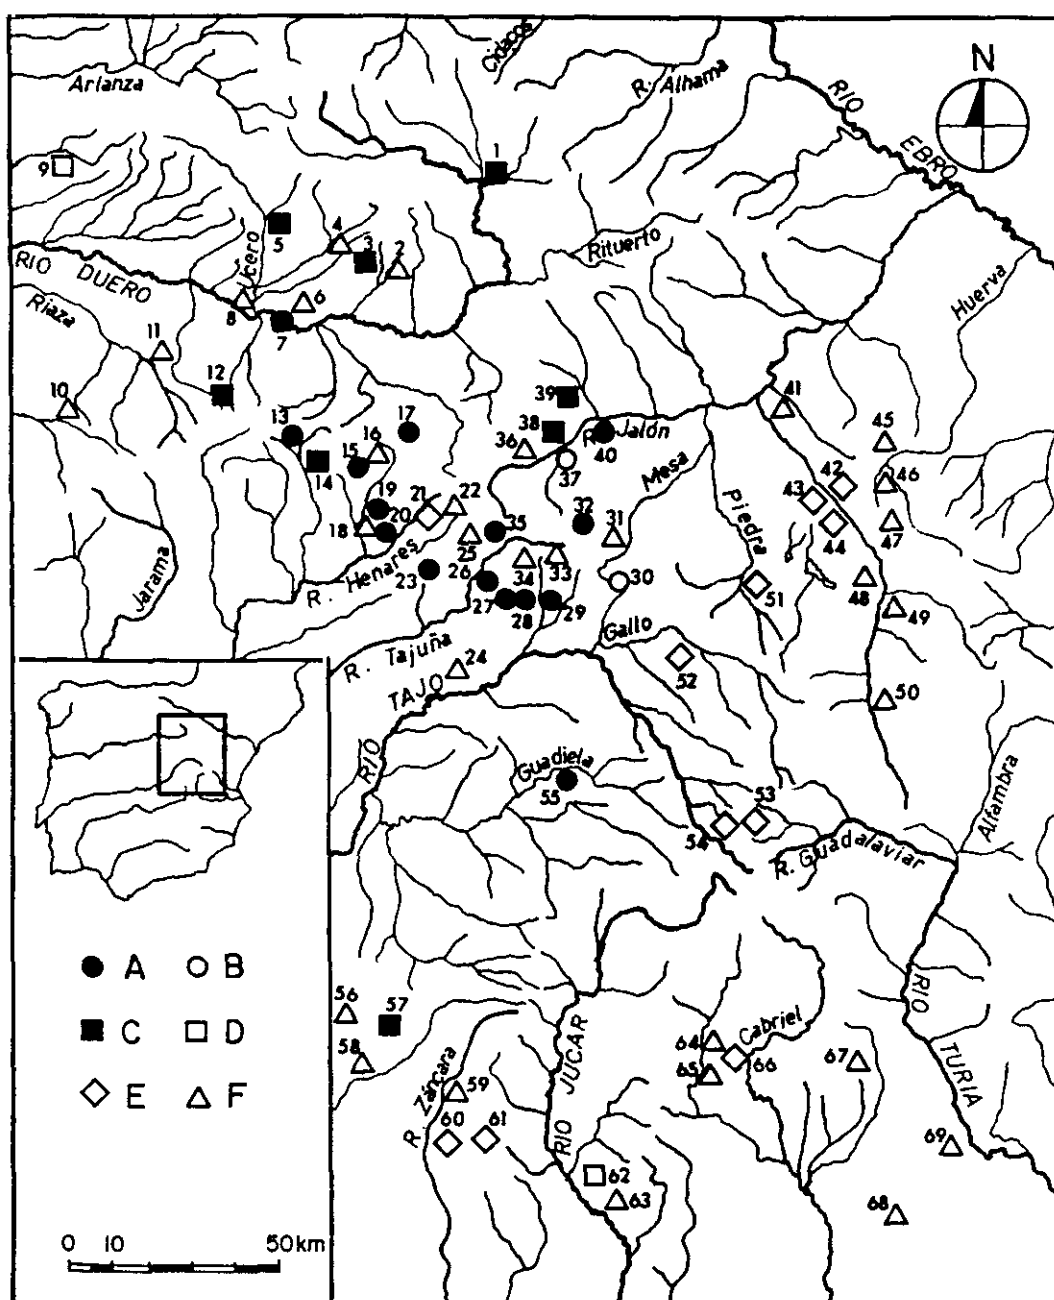 Arlanza
Cidacos
R. Alhama
N
RIO EBRO
1
9
5
4
3
2
Ucero
Rituerto
RIO DUERO
Riaza
8
6
7
Huerva
11
12
10
39
41
13
17
38
R. Jalón
40
45
36
16
15
37
14
Mesa
42
46
43
Piedra
19
21
22
32
31
47
18
20
35
44
25
R. Henares
Jarama
34
33
23
26
30
51
48
27
28
29
49
Gallo
R. Tajuña
24
52
RIO TAJO
50
Guadiela
55
53
54
R. Guadalaviar
Alfambra
A
B
C
D
E
F
56
57
58
RIO JUCAR
64
Cabriel
65
66
67
RIO TURIA
R. Záncara
59
60
61
69
62
63
68
0 10 50km